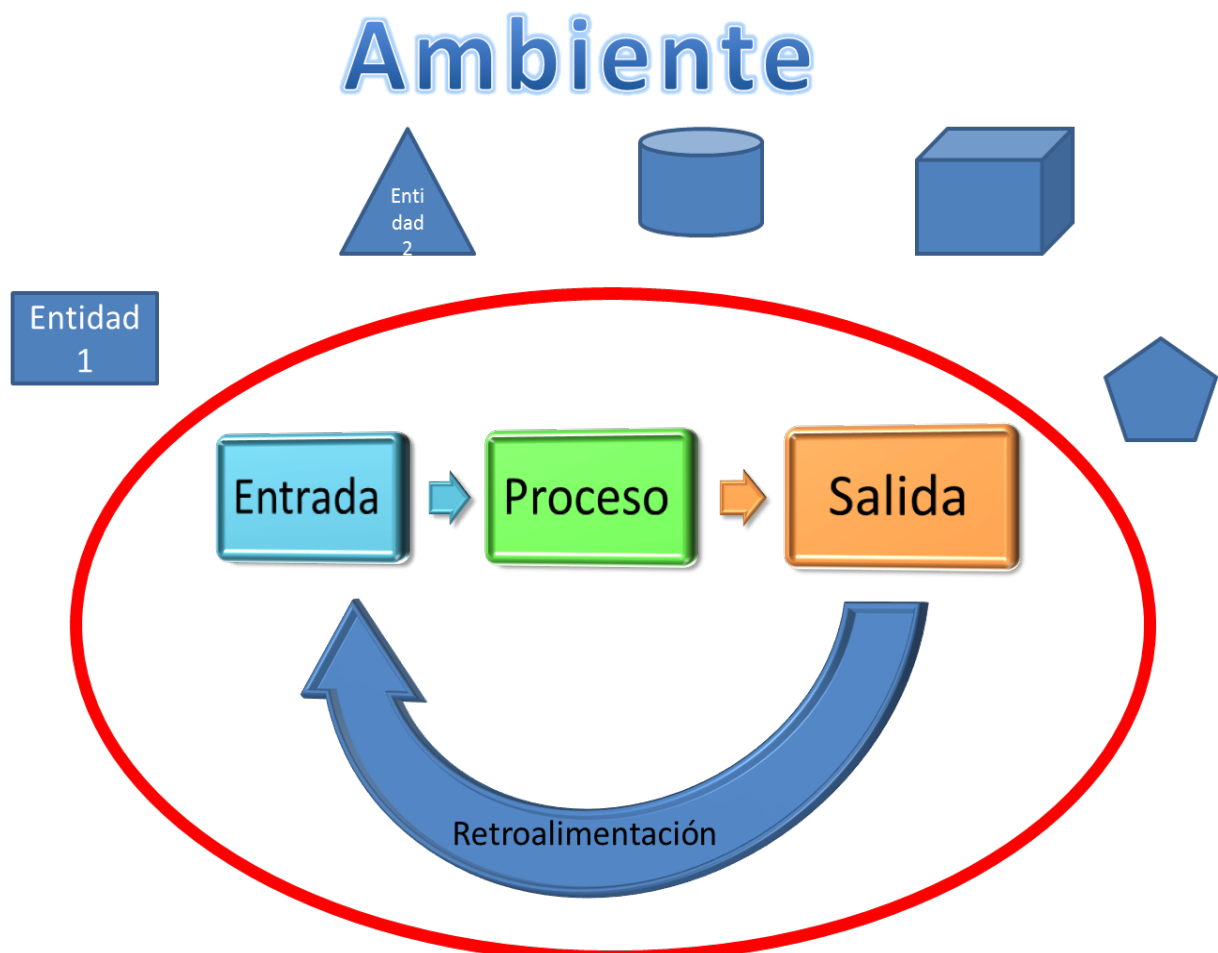 Ambiente
Enti
dad
2
Entidad
1
Entrada
Proceso
Salida
Retroalimentación